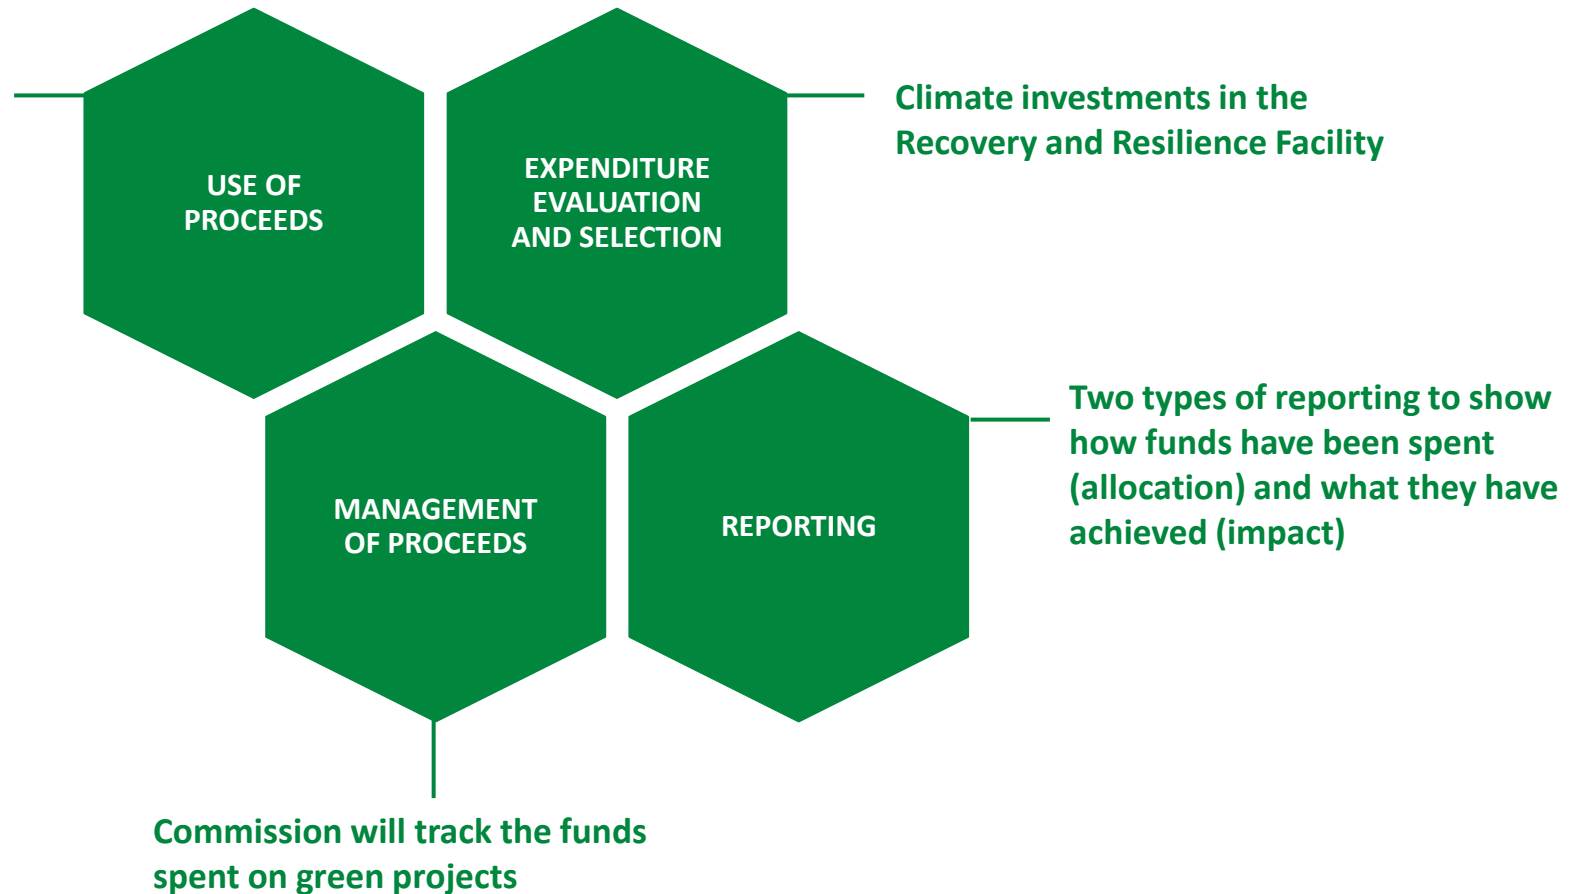 USE OF
PROCEEDS
EXPENDITURE
EVALUATION
AND SELECTION
Climate investments in the
Recovery and Resilience Facility
MANAGEMENT
OF PROCEEDS
REPORTING
Two types of reporting to show
how funds have been spent
(allocation) and what they have
achieved (impact)
Commission will track the funds
spent on green projects